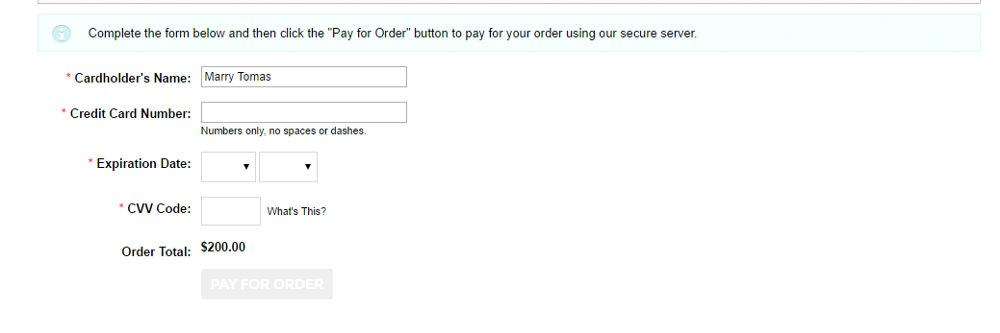 Complete the form below and then click the "Pay for Order" button to pay for your order using our secure server.
* Cardholder's Name: Marry Tomas
* Credit Card Number:
Numbers only, no spaces or dashes.
* Expiration Date:
* CVV Code: What's This?
Order Total: $200.00
PAY FOR ORDER